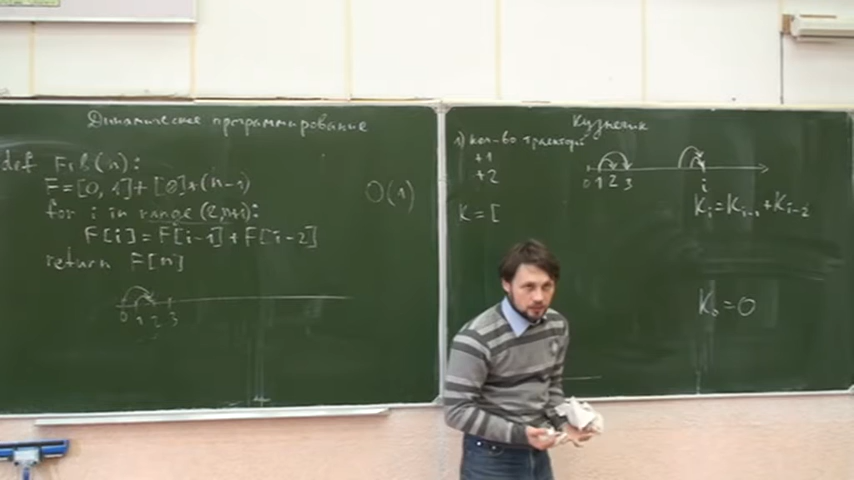 Динамическое программирование
def Fib(n):
F=[0, 1]+[0]*(n-1)
for i in range(2,n+1):
F[i]=F[i-1]+F[i-2]
return F[n]
O(1)
0 1 2 3
Кузнечик
1) кол-во траекторий
+1
+2
K=[
0 1 2 3
i
Ki=Ki-1+Ki-2
K0=0